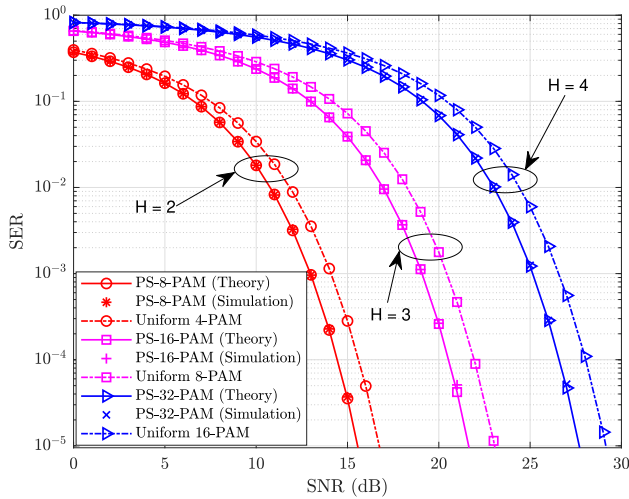 10^0
10^-1
10^-2
10^-3
10^-4
10^-5
SER
H = 4
H = 2
H = 3
PS-8-PAM (Theory)
PS-8-PAM (Simulation)
Uniform 4-PAM
PS-16-PAM (Theory)
PS-16-PAM (Simulation)
Uniform 8-PAM
PS-32-PAM (Theory)
PS-32-PAM (Simulation)
Uniform 16-PAM
0 5 10 15 20 25 30
SNR (dB)